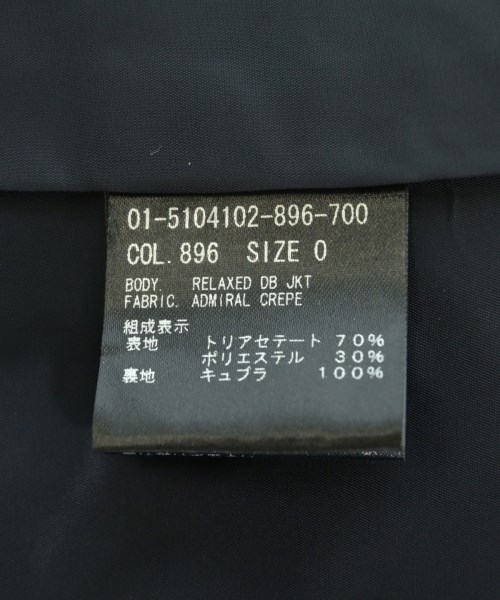 01-5104102-896-700
COL.896 SIZE 0
BODY. RELAXED DB JKT
FABRIC. ADMIRAL CREPE
組成表示
表地 トリアセテート 70%
ポリエステル 30%
裏地 キュプラ 100%